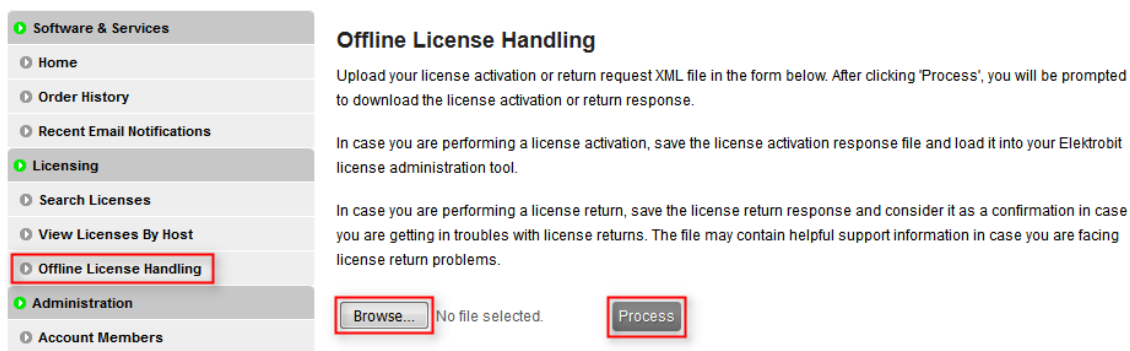 Software & Services
Home
Order History
Recent Email Notifications
Licensing
Search Licenses
View Licenses By Host
Offline License Handling
Administration
Account Members
Offline License Handling
Upload your license activation or return request XML file in the form below. After clicking 'Process', you will be prompted
to download the license activation or return response.
In case you are performing a license activation, save the license activation response file and load it into your Elektrobit
license administration tool.
In case you are performing a license return, save the license return response and consider it as a confirmation in case
you are getting in troubles with license returns. The file may contain helpful support information in case you are facing
license return problems.
Browse... No file selected. Process